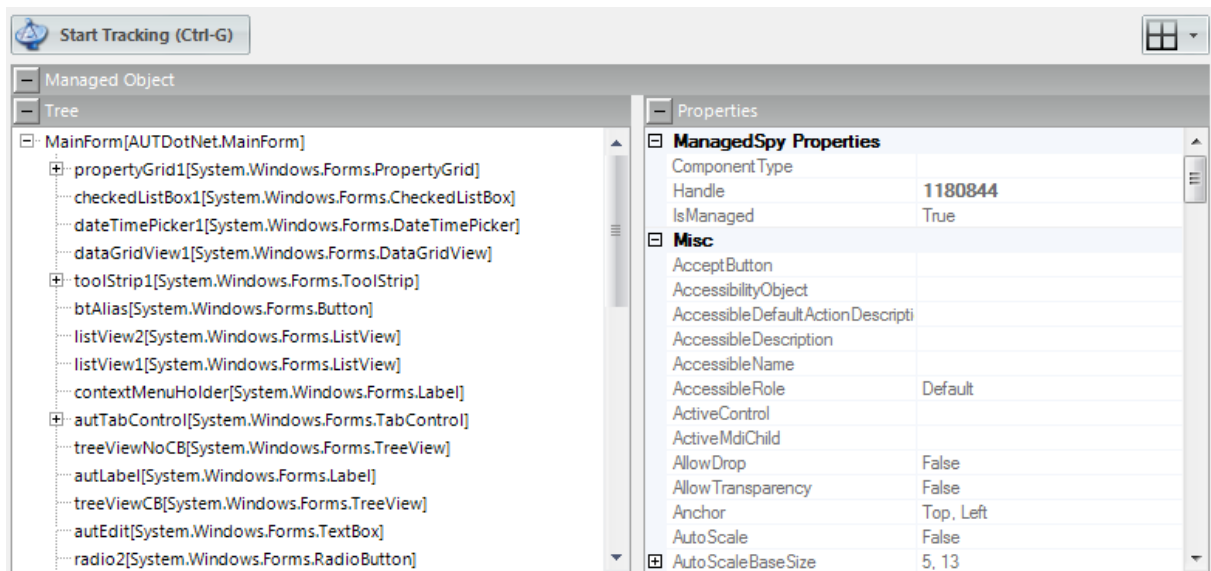 Start Tracking (Ctrl-G)
Managed Object
Tree
MainForm[AUTDotNet.MainForm]
propertyGrid1[System.Windows.Forms.PropertyGrid]
checkedListBox1[System.Windows.Forms.CheckedListBox]
dateTimePicker1[System.Windows.Forms.DateTimePicker]
dataGridView1[System.Windows.Forms.DataGridView]
toolStrip1[System.Windows.Forms.ToolStrip]
btAlias[System.Windows.Forms.Button]
listView2[System.Windows.Forms.ListView]
listView1[System.Windows.Forms.ListView]
contextMenuHolder[System.Windows.Forms.Label]
autTabControl[System.Windows.Forms.TabControl]
treeViewNoCB[System.Windows.Forms.TreeView]
autLabel[System.Windows.Forms.Label]
treeViewCB[System.Windows.Forms.TreeView]
autEdit[System.Windows.Forms.TextBox]
radio2[System.Windows.Forms.RadioButton]
Properties
ManagedSpy Properties
ComponentType
Handle 1180844
IsManaged True
Misc
AcceptButton
AccessibilityObject
AccessibleDefaultActionDescripti
AccessibleDescription
AccessibleName
AccessibleRole Default
ActiveControl
ActiveMdiChild
AllowDrop False
AllowTransparency False
Anchor Top, Left
AutoScale False
AutoScaleBaseSize 5, 13